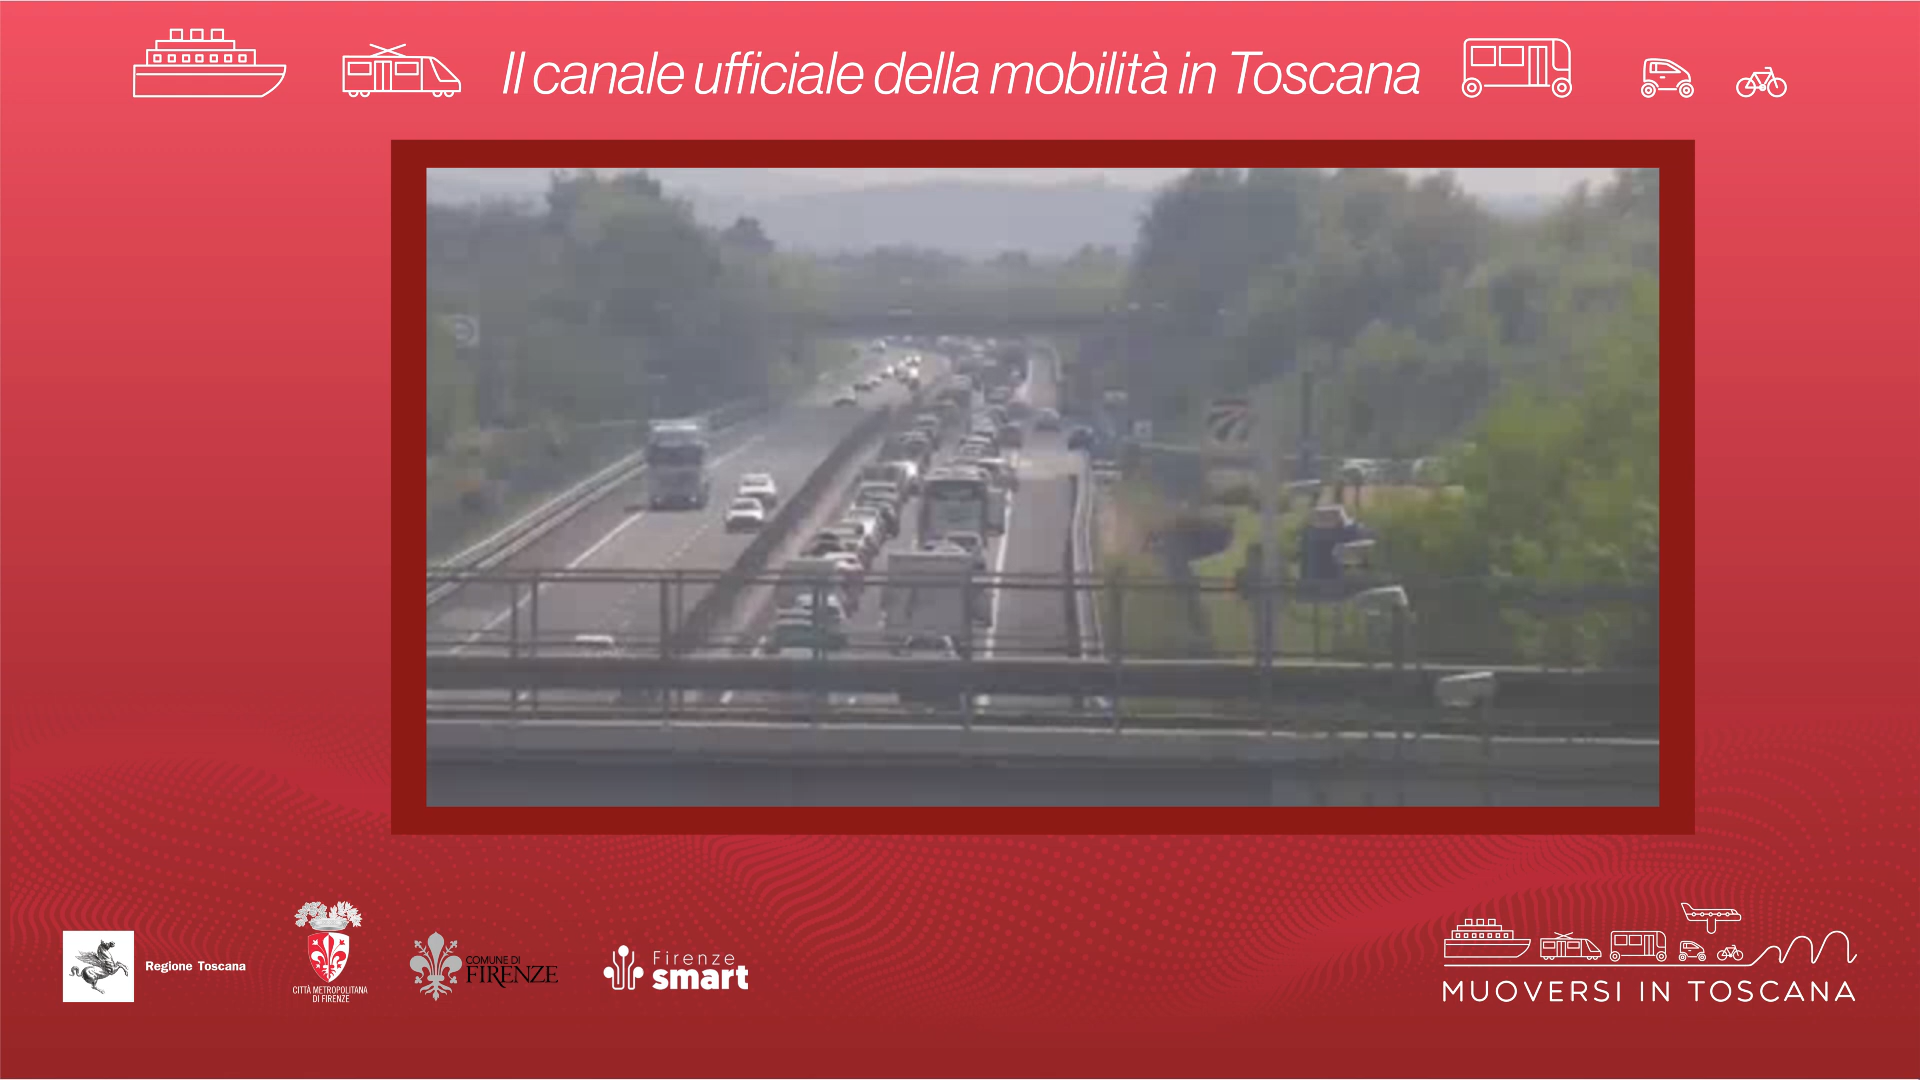 Il canale ufficiale della mobilità in Toscana
Regione Toscana
CITTÀ METROPOLITANA
DI FIRENZE
COMUNE DI
FIRENZE
Firenze
smart
MUOVERSI IN TOSCANA